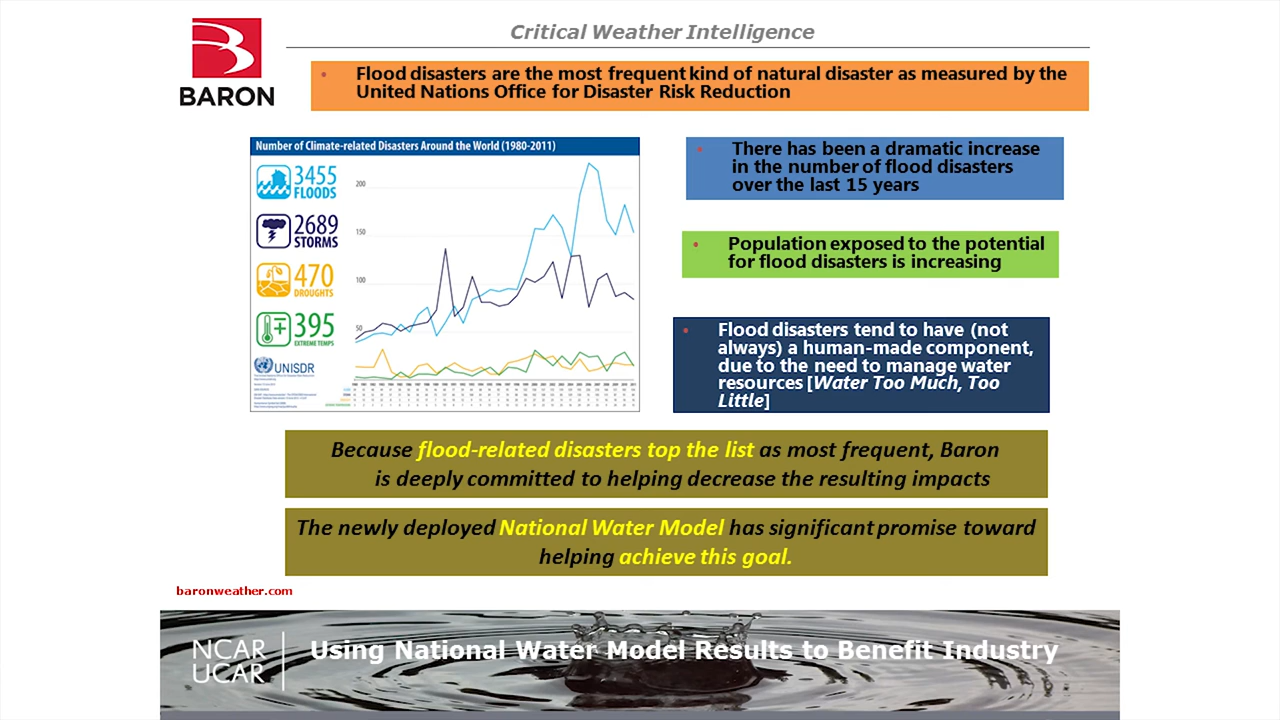 Critical Weather Intelligence
BARON
• Flood disasters are the most frequent kind of natural disaster as measured by the
United Nations Office for Disaster Risk Reduction
Number of Climate-related Disasters Around the World (1980-2011)
3455
FLOODS
2689
STORMS
470
DROUGHTS
395
EXTREME TEMPS
UNISDR
200
150
100
50
• There has been a dramatic increase
in the number of flood disasters
over the last 15 years
• Population exposed to the potential
for flood disasters is increasing
• Flood disasters tend to have (not
always) a human-made component,
due to the need to manage water
resources [Water Too Much, Too
Little]
Because flood-related disasters top the list as most frequent, Baron
is deeply committed to helping decrease the resulting impacts
The newly deployed National Water Model has significant promise toward
helping achieve this goal.
baronweather.com
NCAR
UCAR
Using National Water Model Results to Benefit Industry